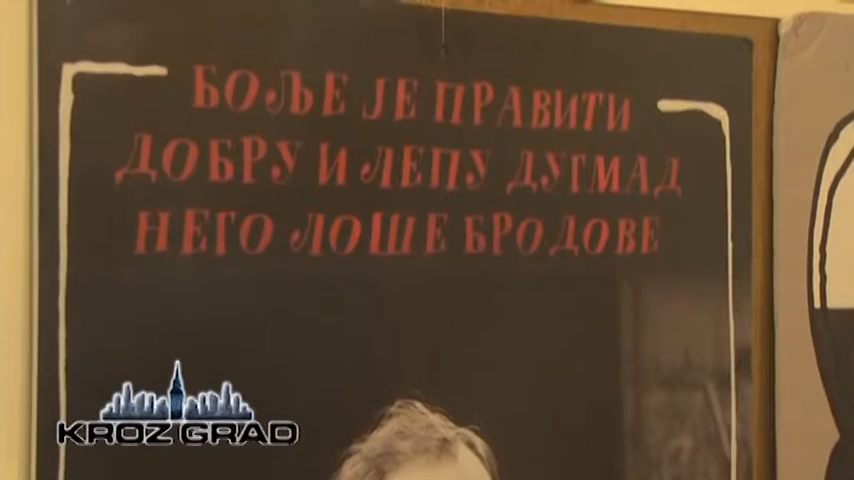 БОЉЕ ЈЕ ПРАВИТИ
ДОБРУ И ЛЕПУ ДУГМАД
НЕГО ЛОШЕ БРОДОВЕ
KROZ GRAD